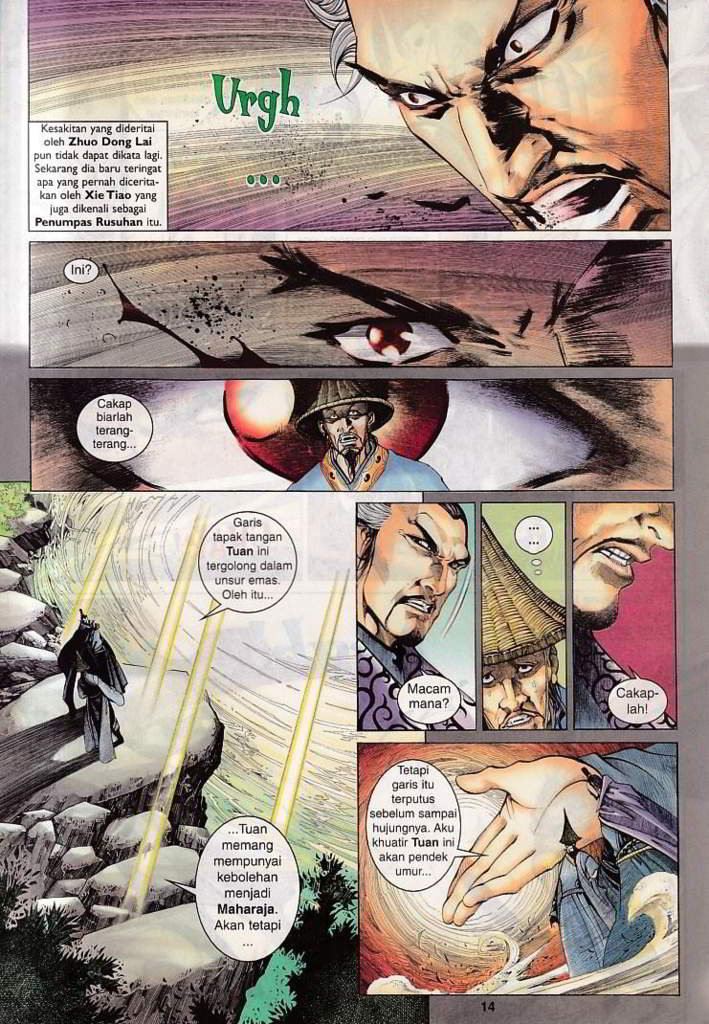 Urgh
...
Kesakitan yang dideritai
oleh Zhuo Dong Lai
pun tidak dapat dikata lagi.
Sekarang dia baru teringat
apa yang pernah dicerita-
kan oleh Xie Tiao yang
juga dikenali sebagai
Penumpas Rusuhan itu.
Ini?
Cakap
biarlah
terang-
terang...
Garis
tapak tangan
Tuan ini
tergolong dalam
unsur emas.
Oleh itu...
...Tuan
memang
mempunyai
kebolehan
menjadi
Maharaja.
Akan tetapi
...
Macam
mana?
...
...
Cakap-
lah!
Tetapi
garis itu
terputus
sebelum sampai
hujungnya. Aku
khuatir Tuan ini
akan pendek
umur...
14